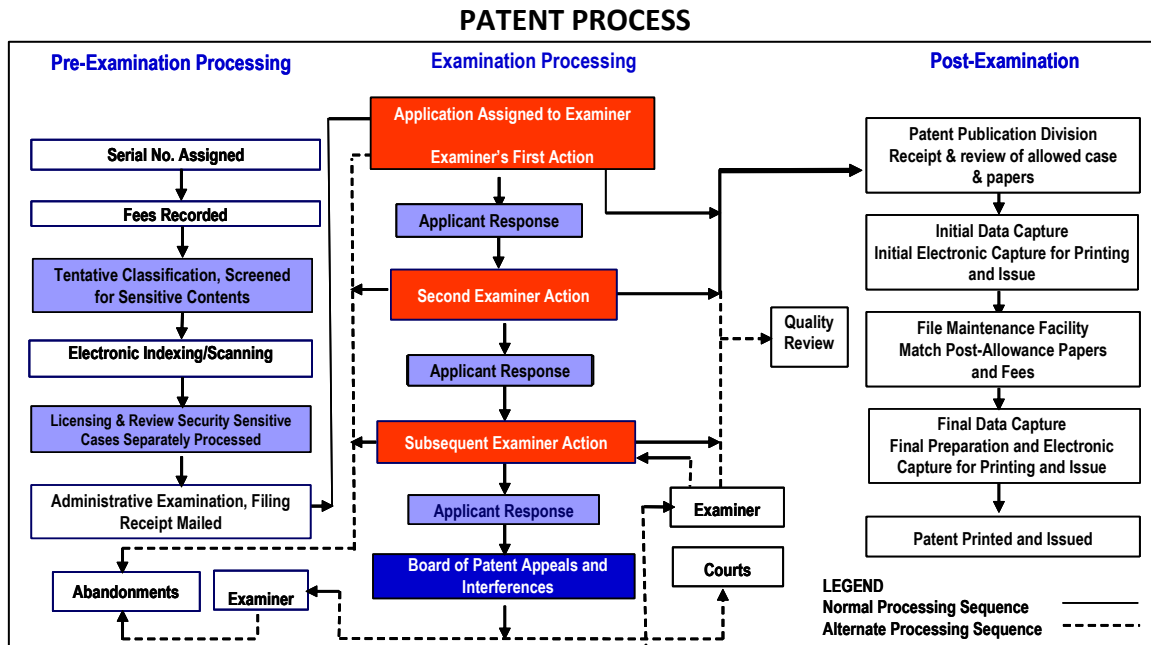 PATENT PROCESS
Pre-Examination Processing
Serial No. Assigned
Fees Recorded
Tentative Classification, Screened
for Sensitive Contents
Electronic Indexing/Scanning
Licensing & Review Security Sensitive
Cases Separately Processed
Administrative Examination, Filing
Receipt Mailed
Abandonments
Examiner
Examination Processing
Application Assigned to Examiner
Examiner's First Action
Applicant Response
Second Examiner Action
Applicant Response
Subsequent Examiner Action
Applicant Response
Board of Patent Appeals and
Interferences
Quality
Review
Examiner
Courts
Post-Examination
Patent Publication Division
Receipt & review of allowed case
& papers
Initial Data Capture
Initial Electronic Capture for Printing
and Issue
File Maintenance Facility
Match Post-Allowance Papers
and Fees
Final Data Capture
Final Preparation and Electronic
Capture for Printing and Issue
Patent Printed and Issued
LEGEND
Normal Processing Sequence
Alternate Processing Sequence